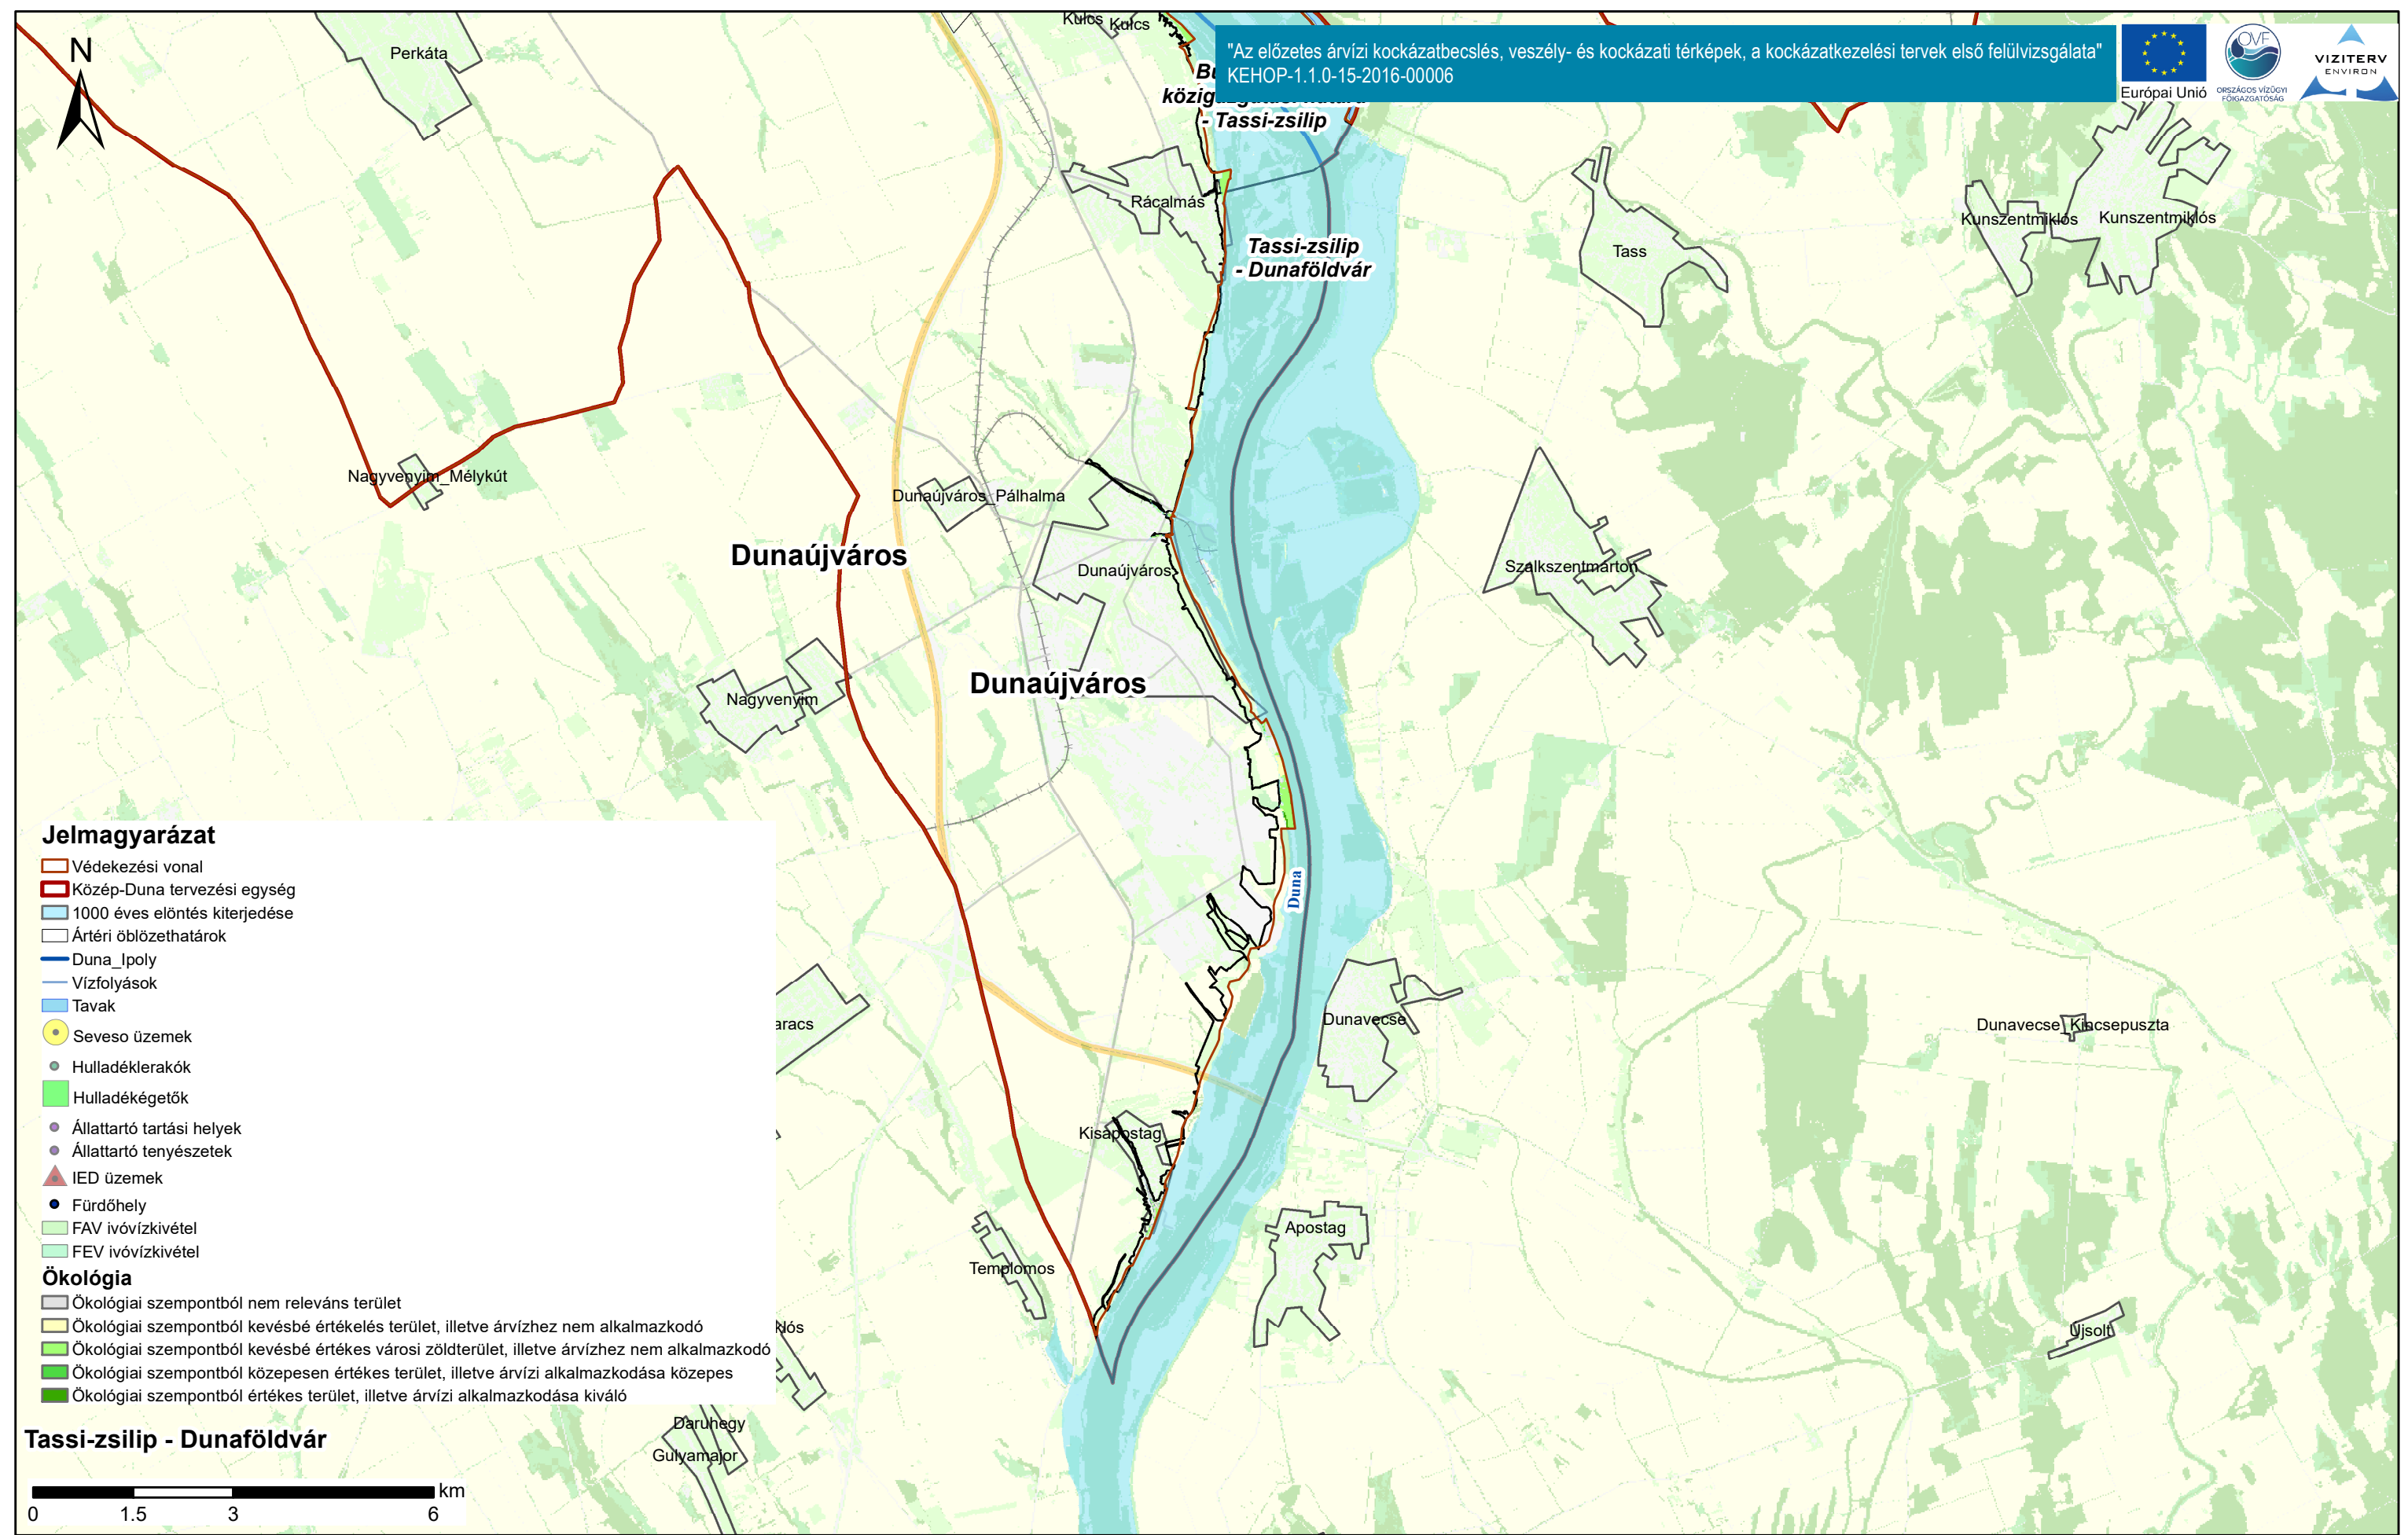 Kulcs
Kulcs
Perkáta
N
"Az előzetes árvízi kockázatbecslés, veszély- és kockázati térképek, a kockázatkezelési tervek első felülvizsgálata"
KEHOP-1.1.0-15-2016-00006
Európai Unió
OVF
ORSZÁGOS VÍZÜGYI
FŐIGAZGATÓSÁG
VIZITERV
ENVIRON
- Tassi-zsilip
Rácalmás
Tassi-zsilip
- Dunaföldvár
Tass
Kunszentmiklós
Kunszentmiklós
Nagyvenyim_Mélykút
Dunaújváros_Pálhalma
Dunaújváros
Dunaújváros
Szalkszentmárton
Dunaújváros
Nagyvenyim
Duna
Dunavecse
Dunavecse_Kincsepuszta
aracs
Kisapostag
Apostag
Templomos
Újsolt
Daruhegy
Gulyamajor
Jelmagyarázat
Védekezési vonal
Közép-Duna tervezési egység
1000 éves elöntés kiterjedése
Ártéri öblözethatárok
Duna_Ipoly
Vízfolyások
Tavak
Seveso üzemek
Hulladéklerakók
Hulladékégetők
Állattartó tartási helyek
Állattartó tenyészetek
IED üzemek
Fürdőhely
FAV ivóvízkivétel
FEV ivóvízkivétel
Ökológia
Ökológiai szempontból nem releváns terület
Ökológiai szempontból kevésbé értékelés terület, illetve árvízhez nem alkalmazkodó
Ökológiai szempontból kevésbé értékes városi zöldterület, illetve árvízhez nem alkalmazkodó
Ökológiai szempontból közepesen értékes terület, illetve árvízi alkalmazkodása közepes
Ökológiai szempontból értékes terület, illetve árvízi alkalmazkodása kiváló
Tassi-zsilip - Dunaföldvár
km
0 1.5 3 6